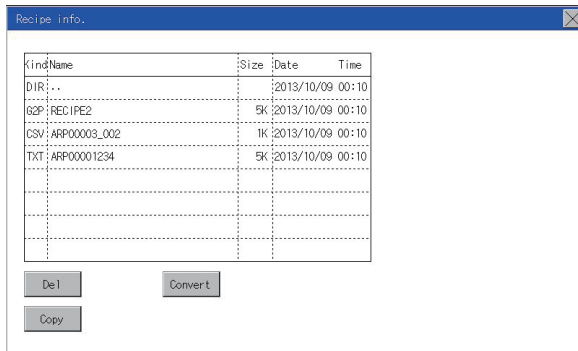 Recipe info.
Kind Name Size Date Time
DIR .. 2013/10/09 00:10
G2P RECIPE2 5K 2013/10/09 00:10
CSV ARP00003_002 1K 2013/10/09 00:10
TXT ARP00001234 5K 2013/10/09 00:10
Del Convert
Copy